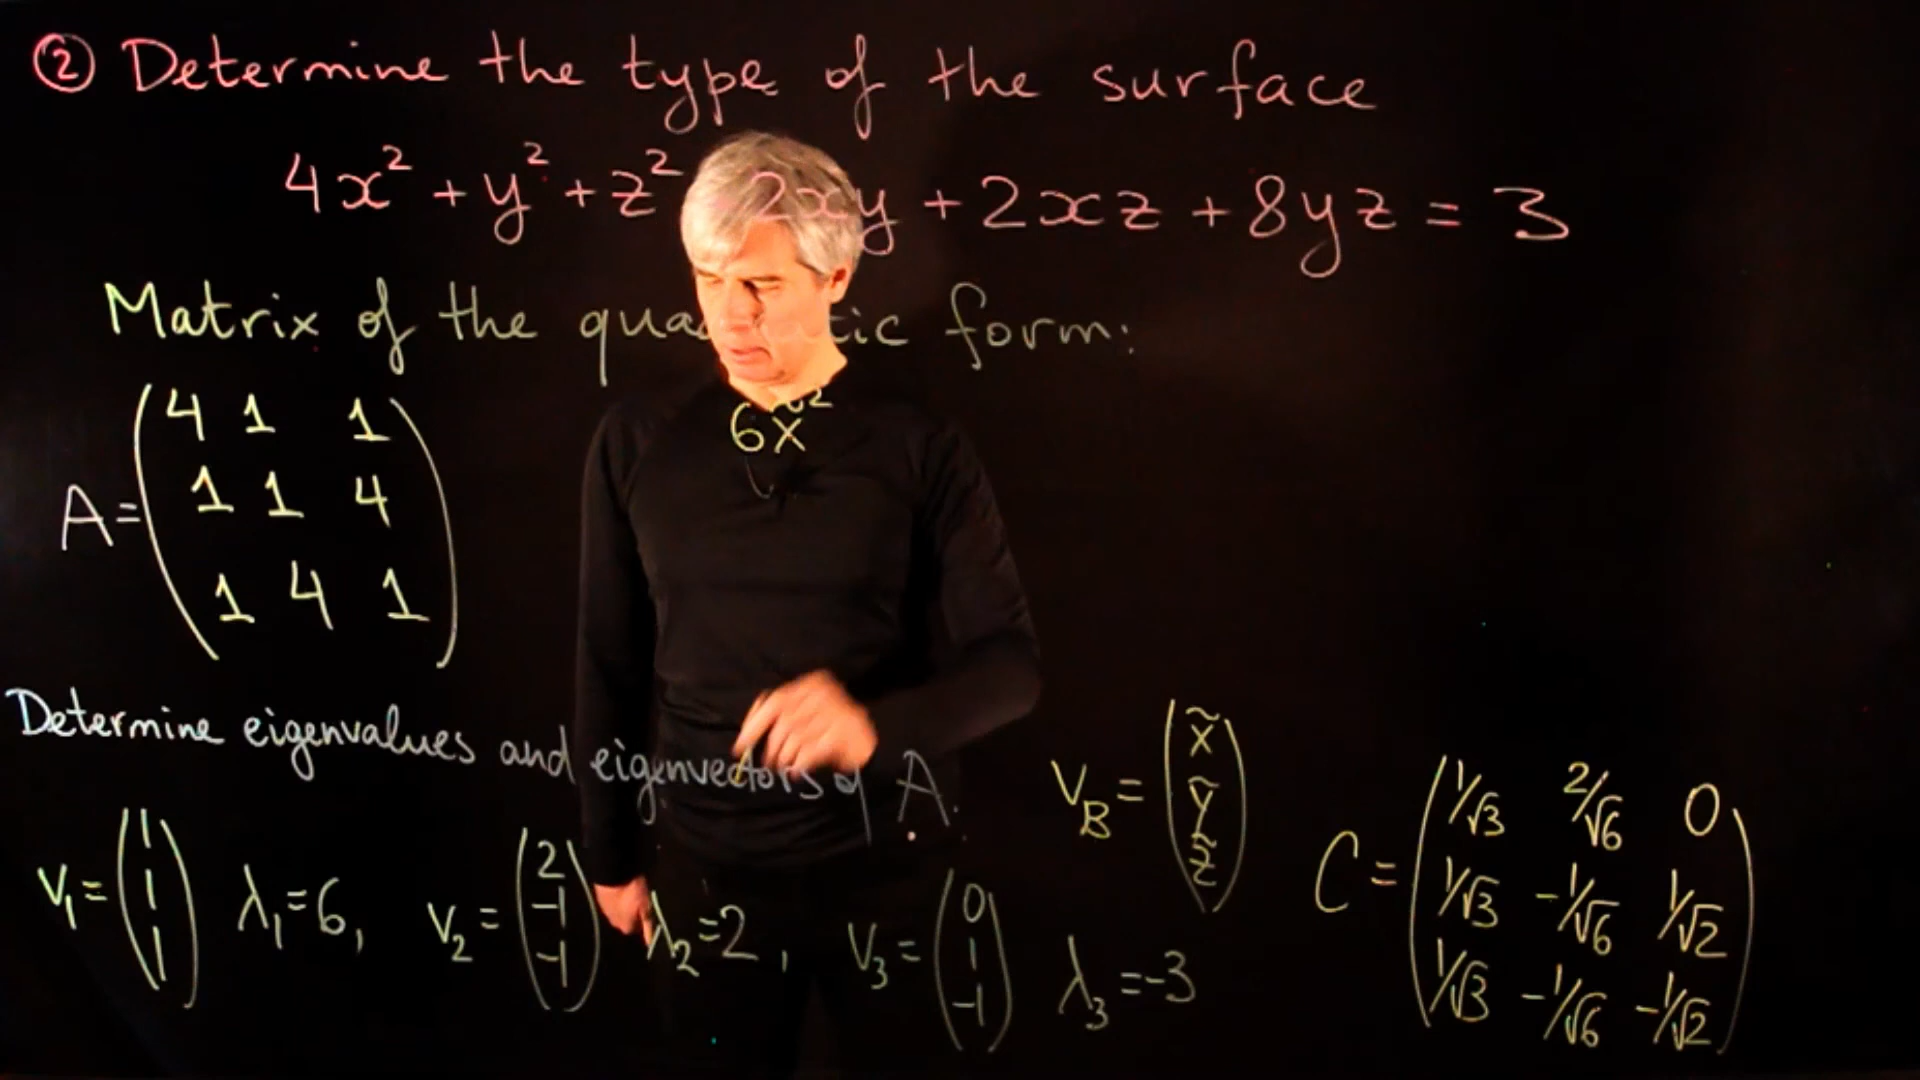 ② Determine the type of the surface
4x² + y² + z² 2xy + 2xz + 8yz = 3
Matrix of the form:
A = (4 1 1
1 1 4
1 4 1)
6x̃²
Determine eigenvalues and eigenvectors of A.
v₁ = (1 1 1) λ₁ = 6, v₂ = (2 -1 -1) λ₂ = 2, v₃ = (0 1 -1) λ₃ = -3
v_B = (x̃ ỹ z̃)
C = (1/√3 2/√6 0
1/√3 -1/√6 1/√2
1/√3 -1/√6 -1/√2)